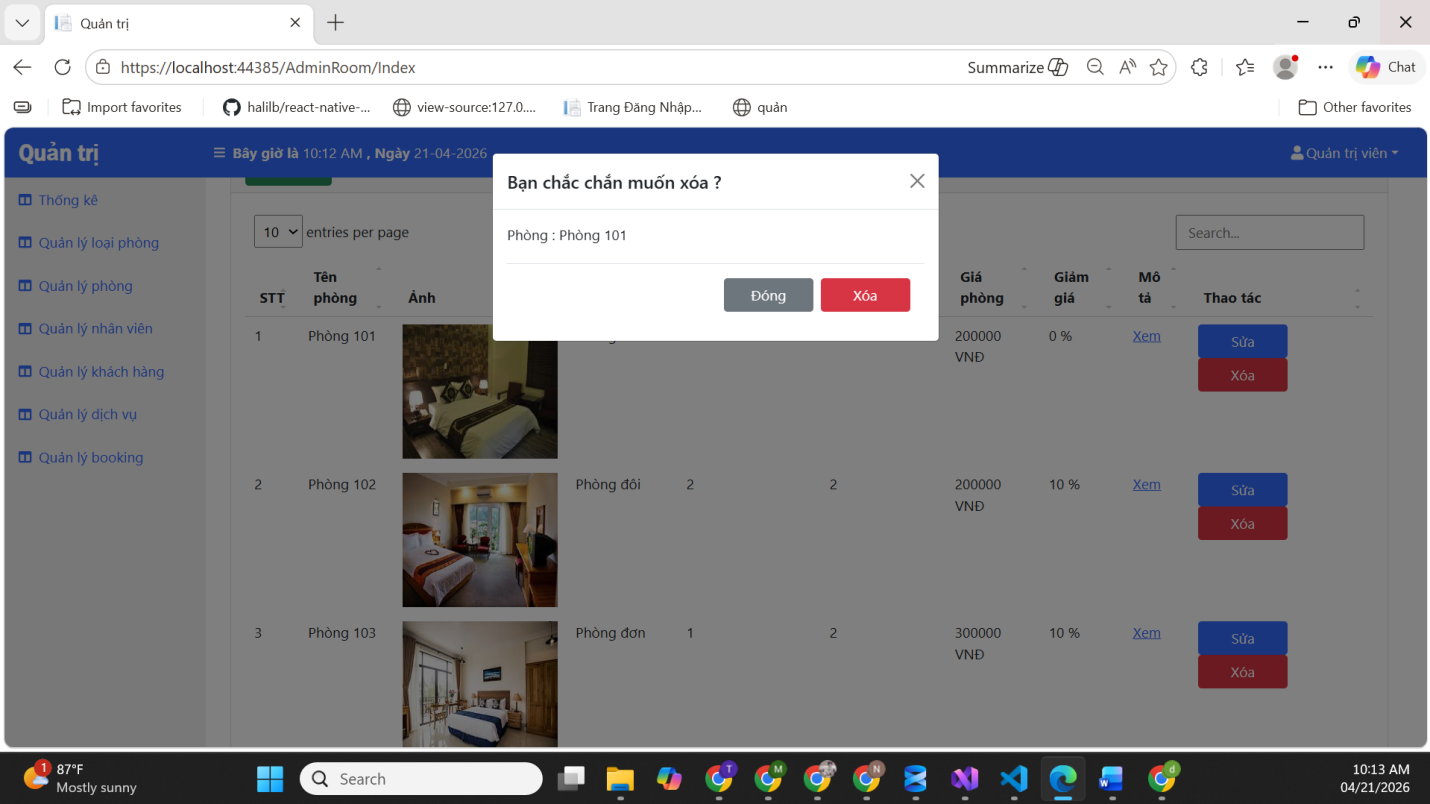 Quản trị
https://localhost:44385/AdminRoom/Index
Summarize
Chat
Import favorites
halilb/react-native-...
view-source:127.0....
Trang Đăng Nhập...
quản
Other favorites
Quản trị
Bây giờ là 10:12 AM , Ngày 21-04-2026
Quản trị viên
Bạn chắc chắn muốn xóa ?
Phòng : Phòng 101
Đóng
Xóa
Thống kê
Quản lý loại phòng
Quản lý phòng
Quản lý nhân viên
Quản lý khách hàng
Quản lý dịch vụ
Quản lý booking
10 entries per page
Search...
STT
Tên phòng
Ảnh
Giá phòng
Giảm giá
Mô tả
Thao tác
1 Phòng 101 200000 VNĐ 0 % Xem Sửa
Xóa
2 Phòng 102 Phòng đôi 2 2 200000 VNĐ 10 % Xem Sửa
Xóa
3 Phòng 103 Phòng đơn 1 2 300000 VNĐ 10 % Xem Sửa
Xóa
1
87°F
Mostly sunny
Search
T
M
N
d
10:13 AM
04/21/2026